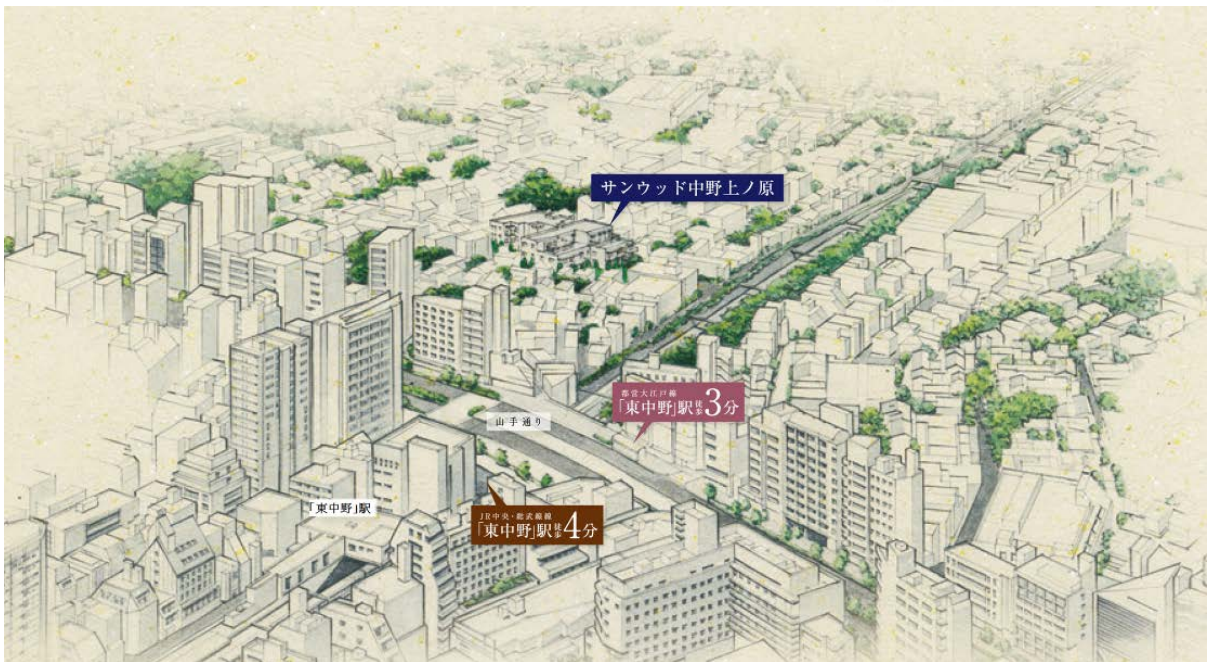 サンウッド中野上ノ原
都営大江戸線
「東中野」駅徒歩3分
山手通り
「東中野」駅
JR中央・総武線
「東中野」駅徒歩4分